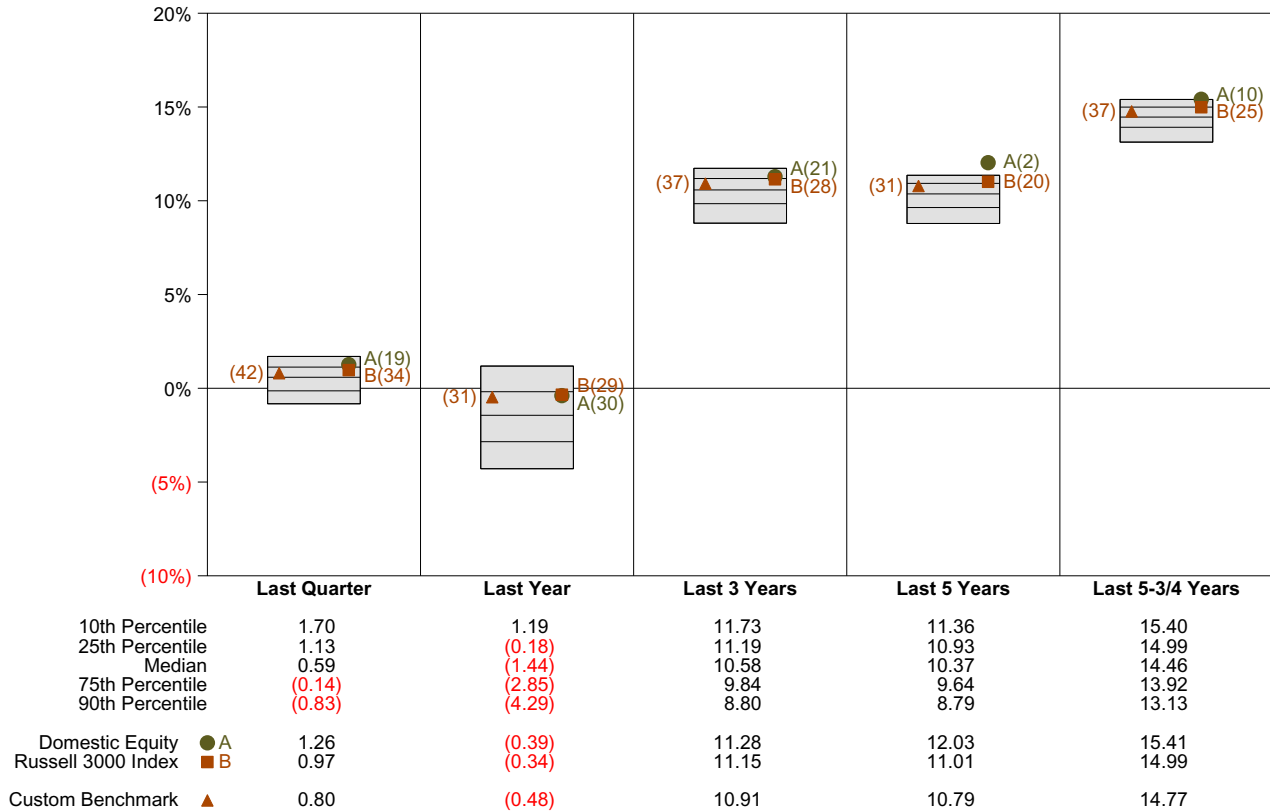 20%
15%
10%
5%
0%
(5%)
(10%)
(42)
A(19)
B(34)
(31)
B(29)
A(30)
(37)
A(21)
B(28)
(31)
A(2)
B(20)
(37)
A(10)
B(25)
Last Quarter Last Year Last 3 Years Last 5 Years Last 5-3/4 Years
10th Percentile 1.70 1.19 11.73 11.36 15.40
25th Percentile 1.13 (0.18) 11.19 10.93 14.99
Median 0.59 (1.44) 10.58 10.37 14.46
75th Percentile (0.14) (2.85) 9.84 9.64 13.92
90th Percentile (0.83) (4.29) 8.80 8.79 13.13
Domestic Equity A 1.26 (0.39) 11.28 12.03 15.41
Russell 3000 Index B 0.97 (0.34) 11.15 11.01 14.99
Custom Benchmark 0.80 (0.48) 10.91 10.79 14.77